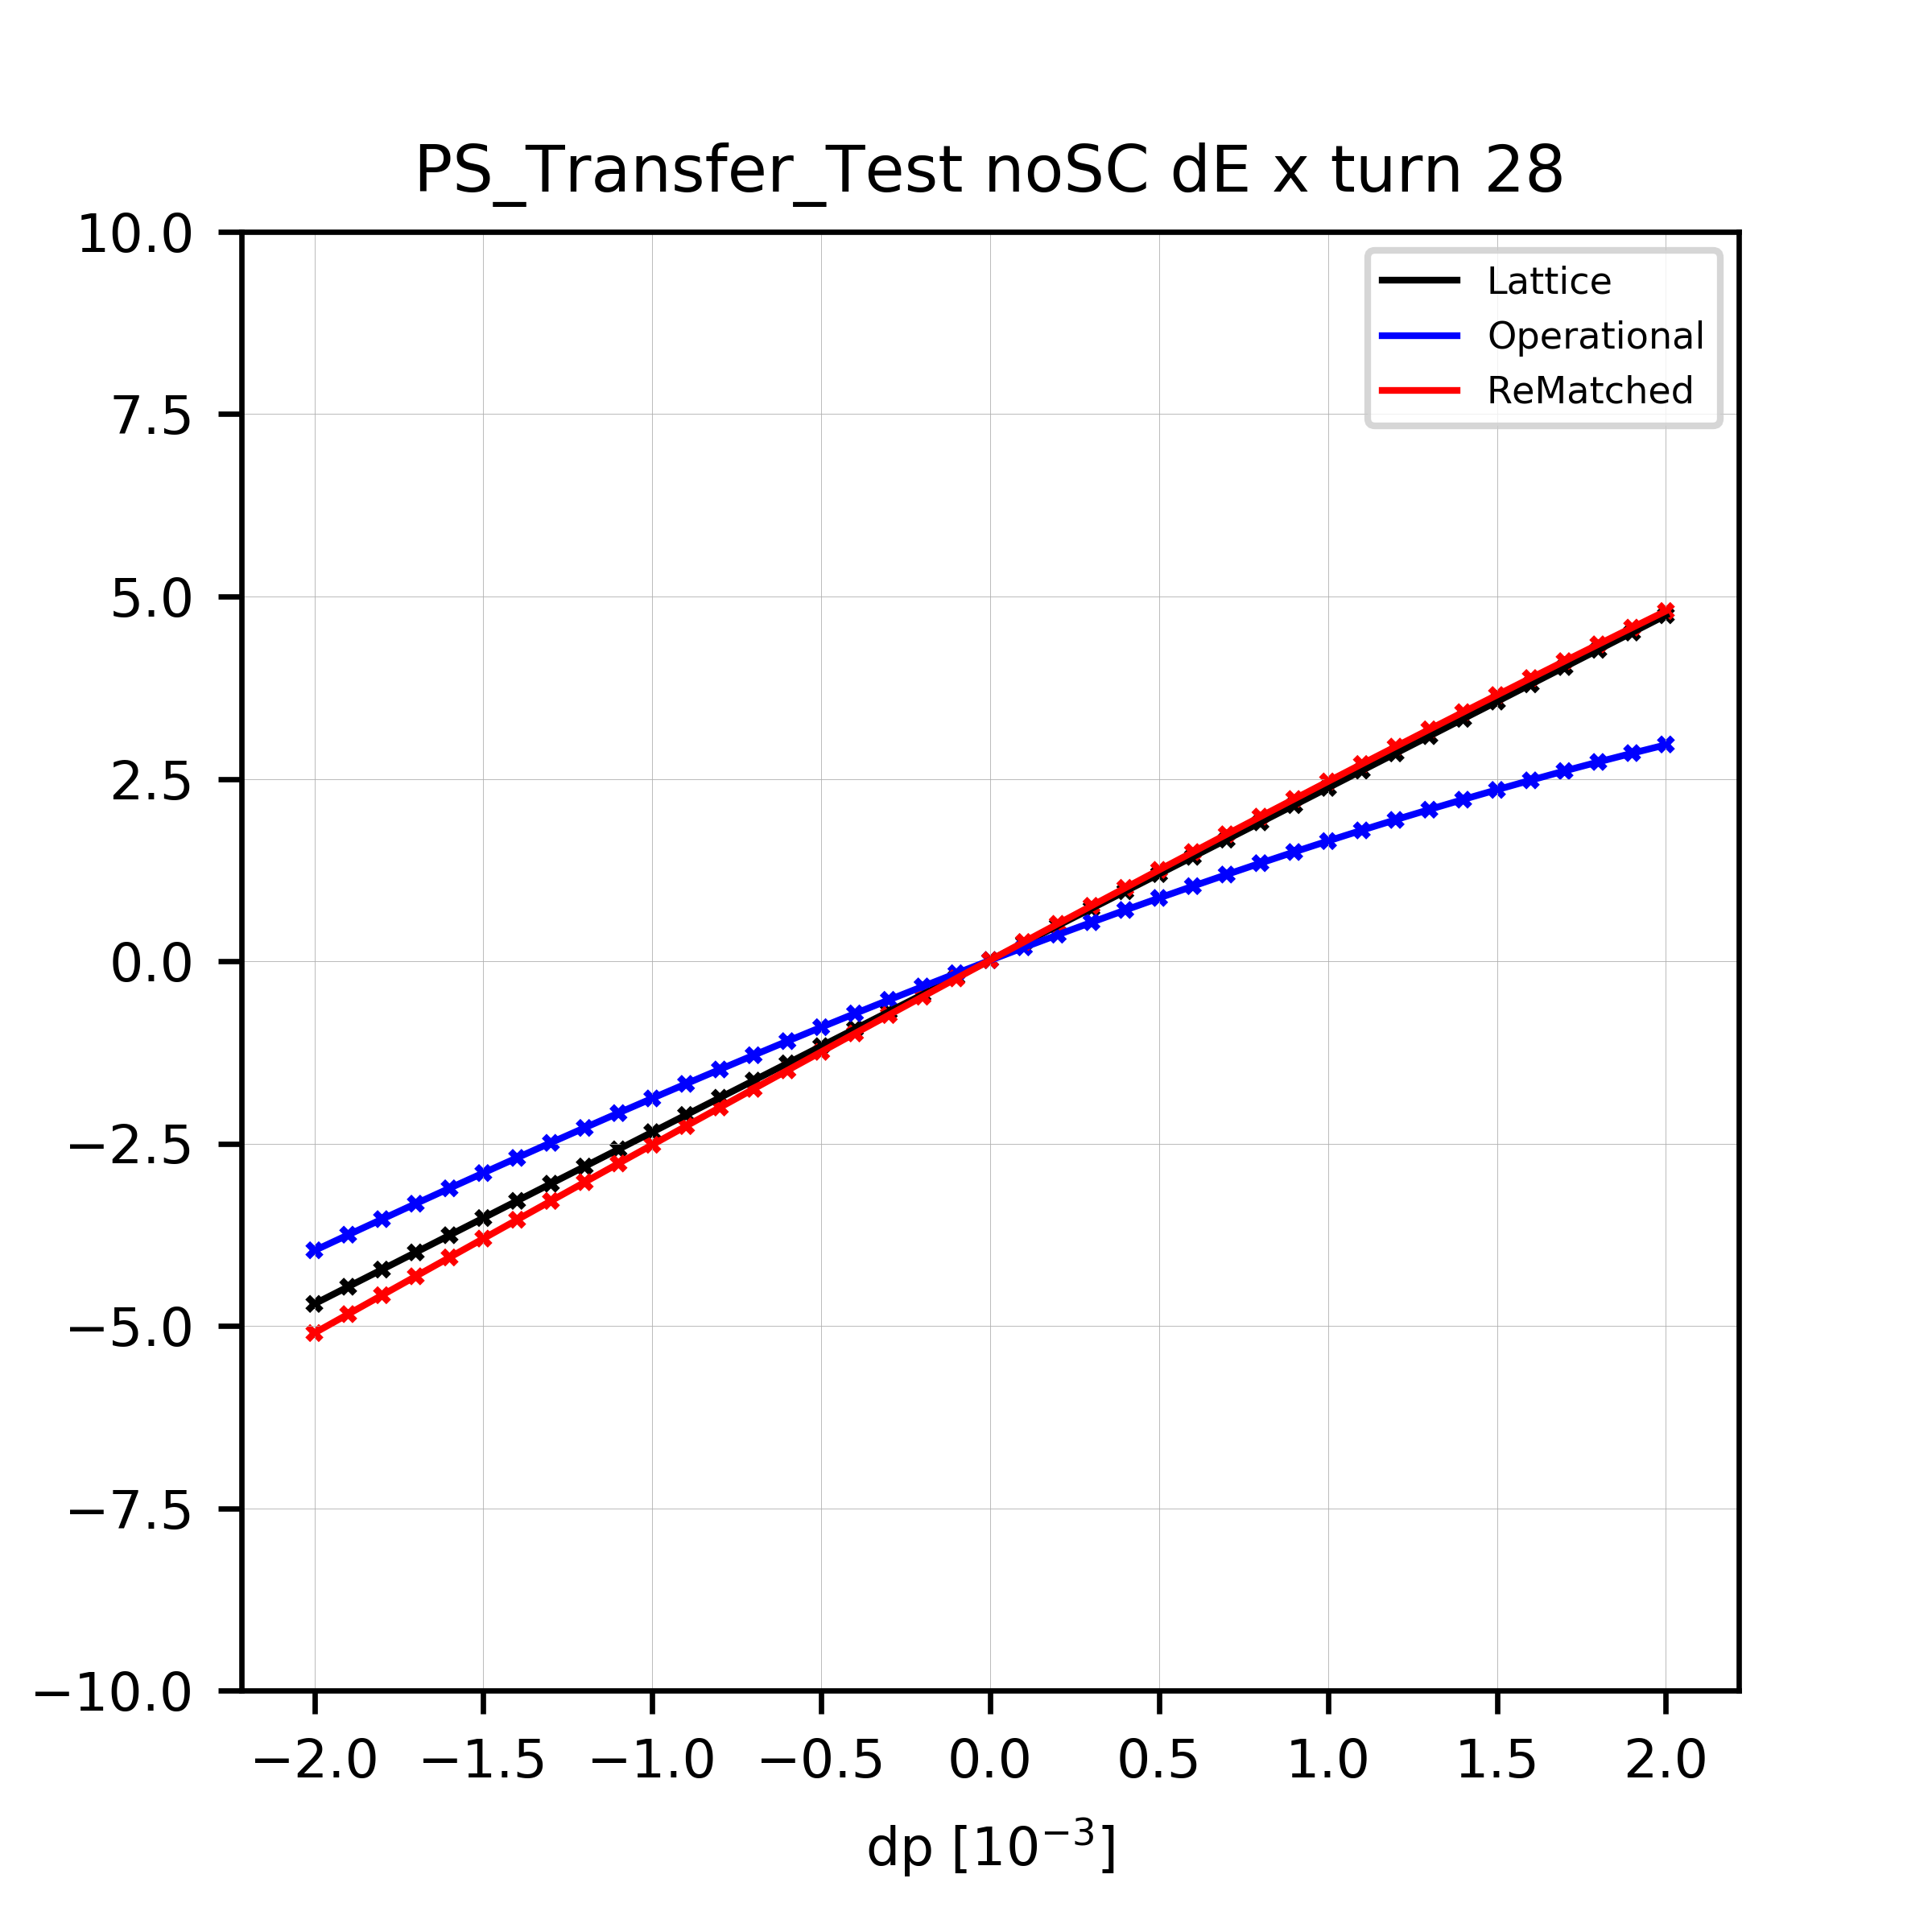 PS_Transfer_Test noSC dE x turn 28
10.0
7.5
5.0
2.5
0.0
−2.5
−5.0
−7.5
−10.0
Lattice
Operational
ReMatched
−2.0 −1.5 −1.0 −0.5 0.0 0.5 1.0 1.5 2.0
dp [10⁻³]